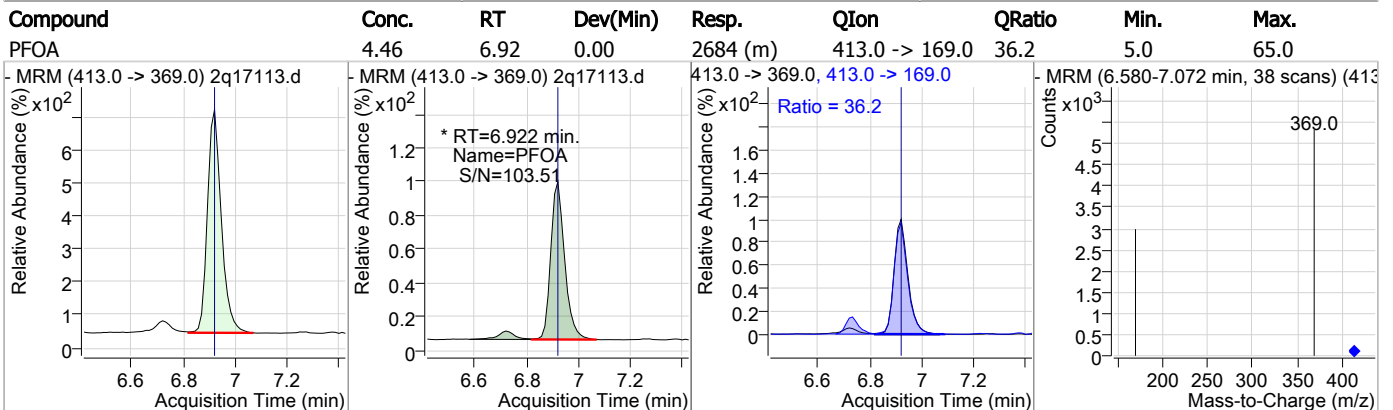 Compound Conc. RT Dev(Min) Resp. QIon QRatio Min. Max.
PFOA 4.46 6.92 0.00 2684 (m) 413.0 -> 169.0 36.2 5.0 65.0
- MRM (413.0 -> 369.0) 2q17113.d
x10²
Relative Abundance (%)
6
5
4
3
2
1
0
6.6 6.8 7 7.2
Acquisition Time (min)
- MRM (413.0 -> 369.0) 2q17113.d
x10²
Relative Abundance (%)
* RT=6.922 min.
Name=PFOA
S/N=103.51
1.2
1
0.8
0.6
0.4
0.2
0
6.6 6.8 7 7.2
Acquisition Time (min)
413.0 -> 369.0, 413.0 -> 169.0
x10²
Relative Abundance (%)
Ratio = 36.2
1.6
1.4
1.2
1
0.8
0.6
0.4
0.2
0
6.6 6.8 7 7.2
Acquisition Time (min)
- MRM (6.580-7.072 min, 38 scans) (413
x10³
Counts
369.0
5
4.5
4
3.5
3
2.5
2
1.5
1
0.5
0
200 250 300 350 400
Mass-to-Charge (m/z)